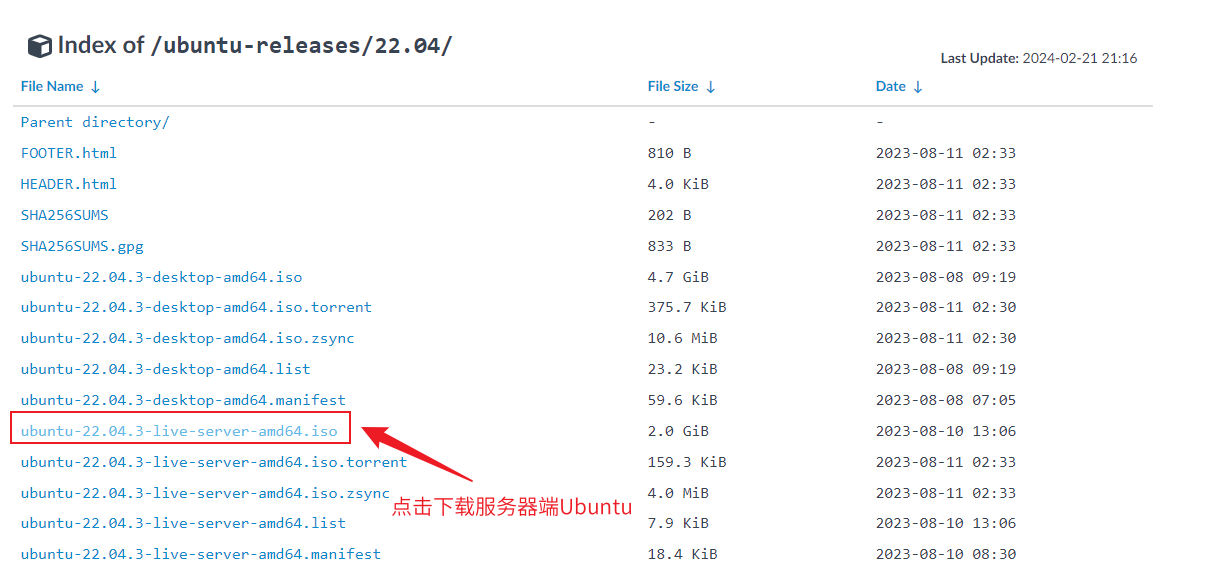 Index of /ubuntu-releases/22.04/
Last Update: 2024-02-21 21:16
File Name ↓ File Size ↓ Date ↓
Parent directory/ - -
FOOTER.html 810 B 2023-08-11 02:33
HEADER.html 4.0 KiB 2023-08-11 02:33
SHA256SUMS 202 B 2023-08-11 02:33
SHA256SUMS.gpg 833 B 2023-08-11 02:33
ubuntu-22.04.3-desktop-amd64.iso 4.7 GiB 2023-08-08 09:19
ubuntu-22.04.3-desktop-amd64.iso.torrent 375.7 KiB 2023-08-11 02:30
ubuntu-22.04.3-desktop-amd64.iso.zsync 10.6 MiB 2023-08-11 02:30
ubuntu-22.04.3-desktop-amd64.list 23.2 KiB 2023-08-08 09:19
ubuntu-22.04.3-desktop-amd64.manifest 59.6 KiB 2023-08-08 07:05
ubuntu-22.04.3-live-server-amd64.iso 2.0 GiB 2023-08-10 13:06
ubuntu-22.04.3-live-server-amd64.iso.torrent 159.3 KiB 2023-08-11 02:33
ubuntu-22.04.3-live-server-amd64.iso.zsync 4.0 MiB 2023-08-11 02:33
点击下载服务器端Ubuntu
ubuntu-22.04.3-live-server-amd64.list 7.9 KiB 2023-08-10 13:06
ubuntu-22.04.3-live-server-amd64.manifest 18.4 KiB 2023-08-10 08:30